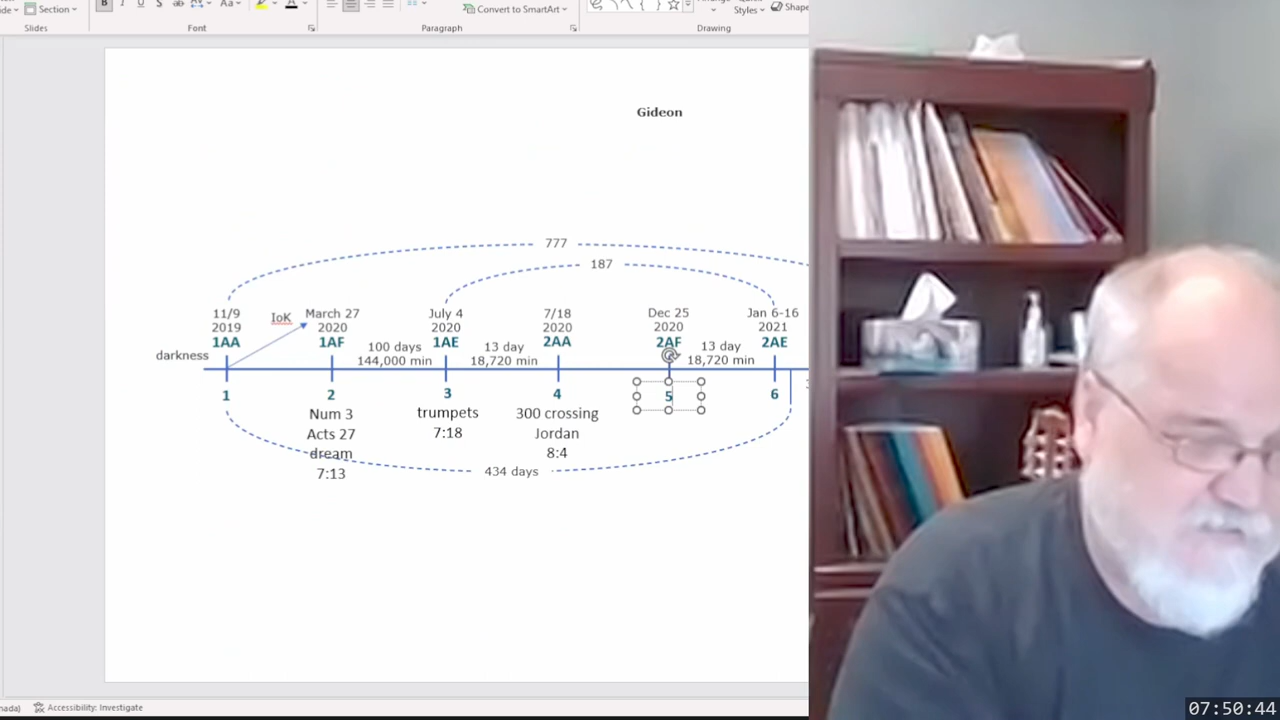 Section
Aa
Convert to SmartArt
Styles
Shape
Slides
Font
Paragraph
Drawing
Gideon
777
187
11/9
2019
1AA
IoK
March 27
2020
1AF
July 4
2020
1AE
7/18
2020
2AA
Dec 25
2020
2AF
Jan 6-16
2021
2AE
darkness
100 days
144,000 min
13 day
18,720 min
13 day
18,720 min
1
2
3
4
5
6
Num 3
Acts 27
dream
7:13
trumpets
7:18
300 crossing
Jordan
8:4
434 days
Accessibility: Investigate
07:50:44